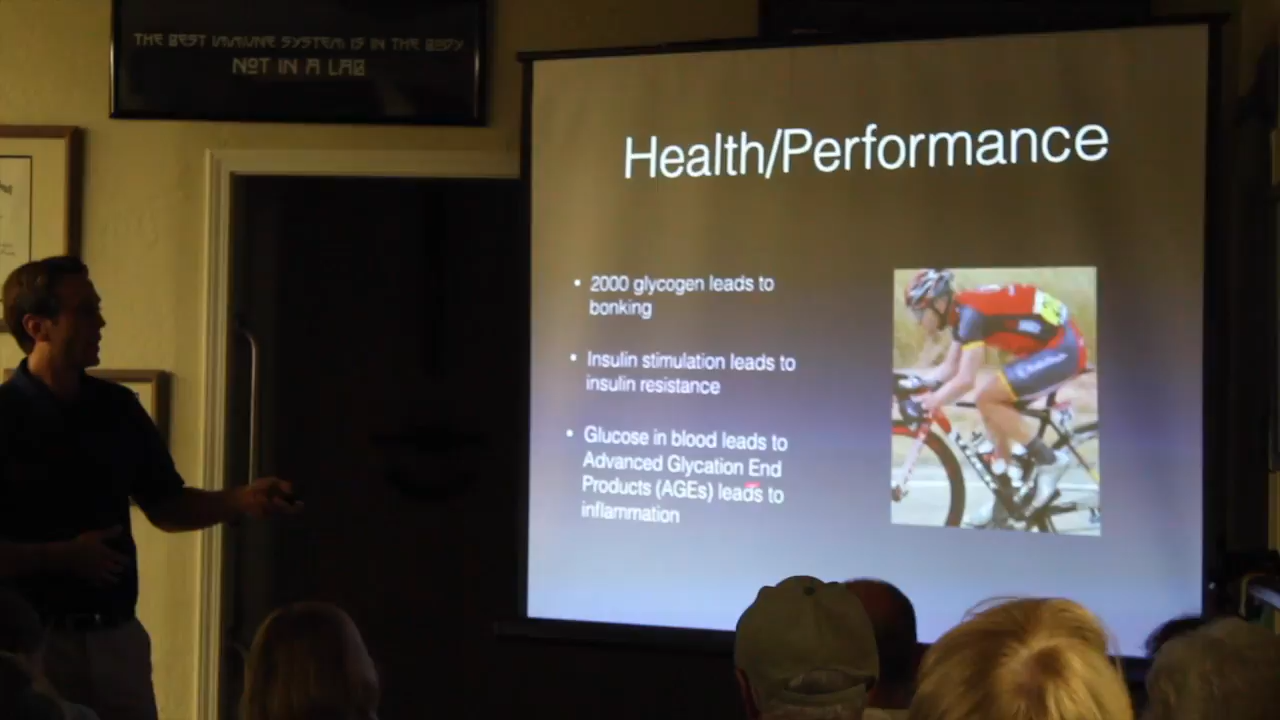 THE BEST IMMUNE SYSTEM IS IN THE BODY
NOT IN A LAB
Health/Performance
• 2000 glycogen leads to
bonking
• Insulin stimulation leads to
insulin resistance
• Glucose in blood leads to
Advanced Glycation End
Products (AGEs) leads to
inflammation